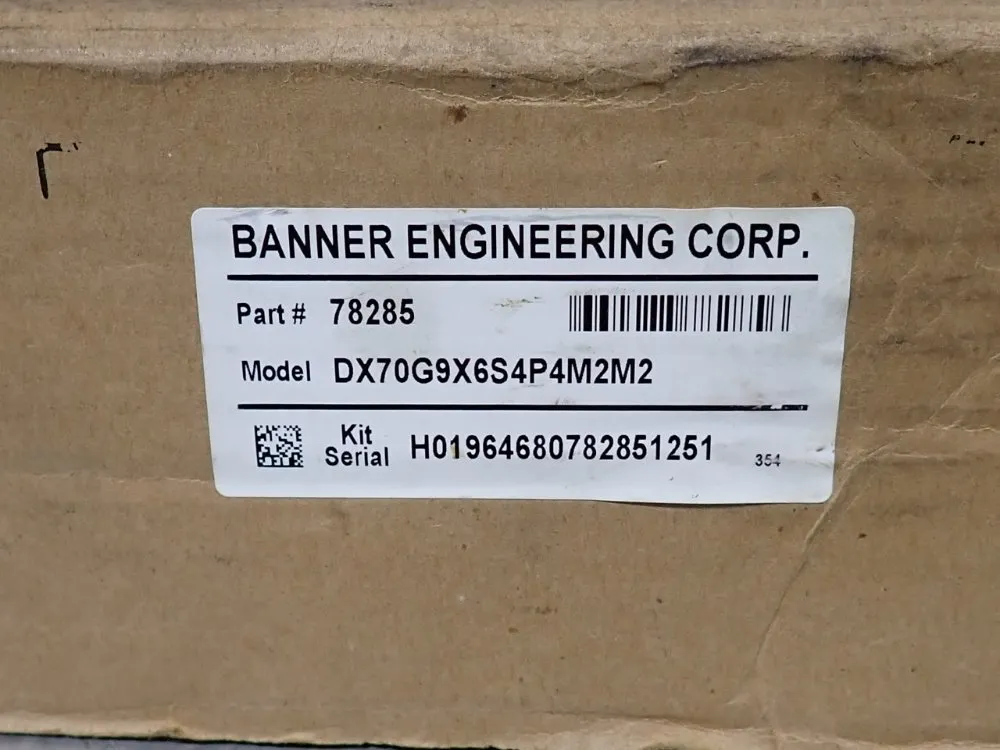 BANNER ENGINEERING CORP.
Part # 78285
Model DX70G9X6S4P4M2M2
Kit Serial H01964680782851251 354